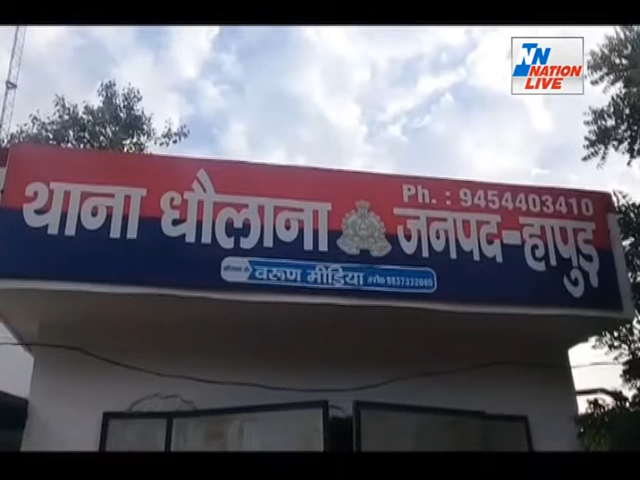 NN
NATION
LIVE
Ph. : 9454403410
थाना धौलाना जनपद-हापुड़
वरूण मीडिया